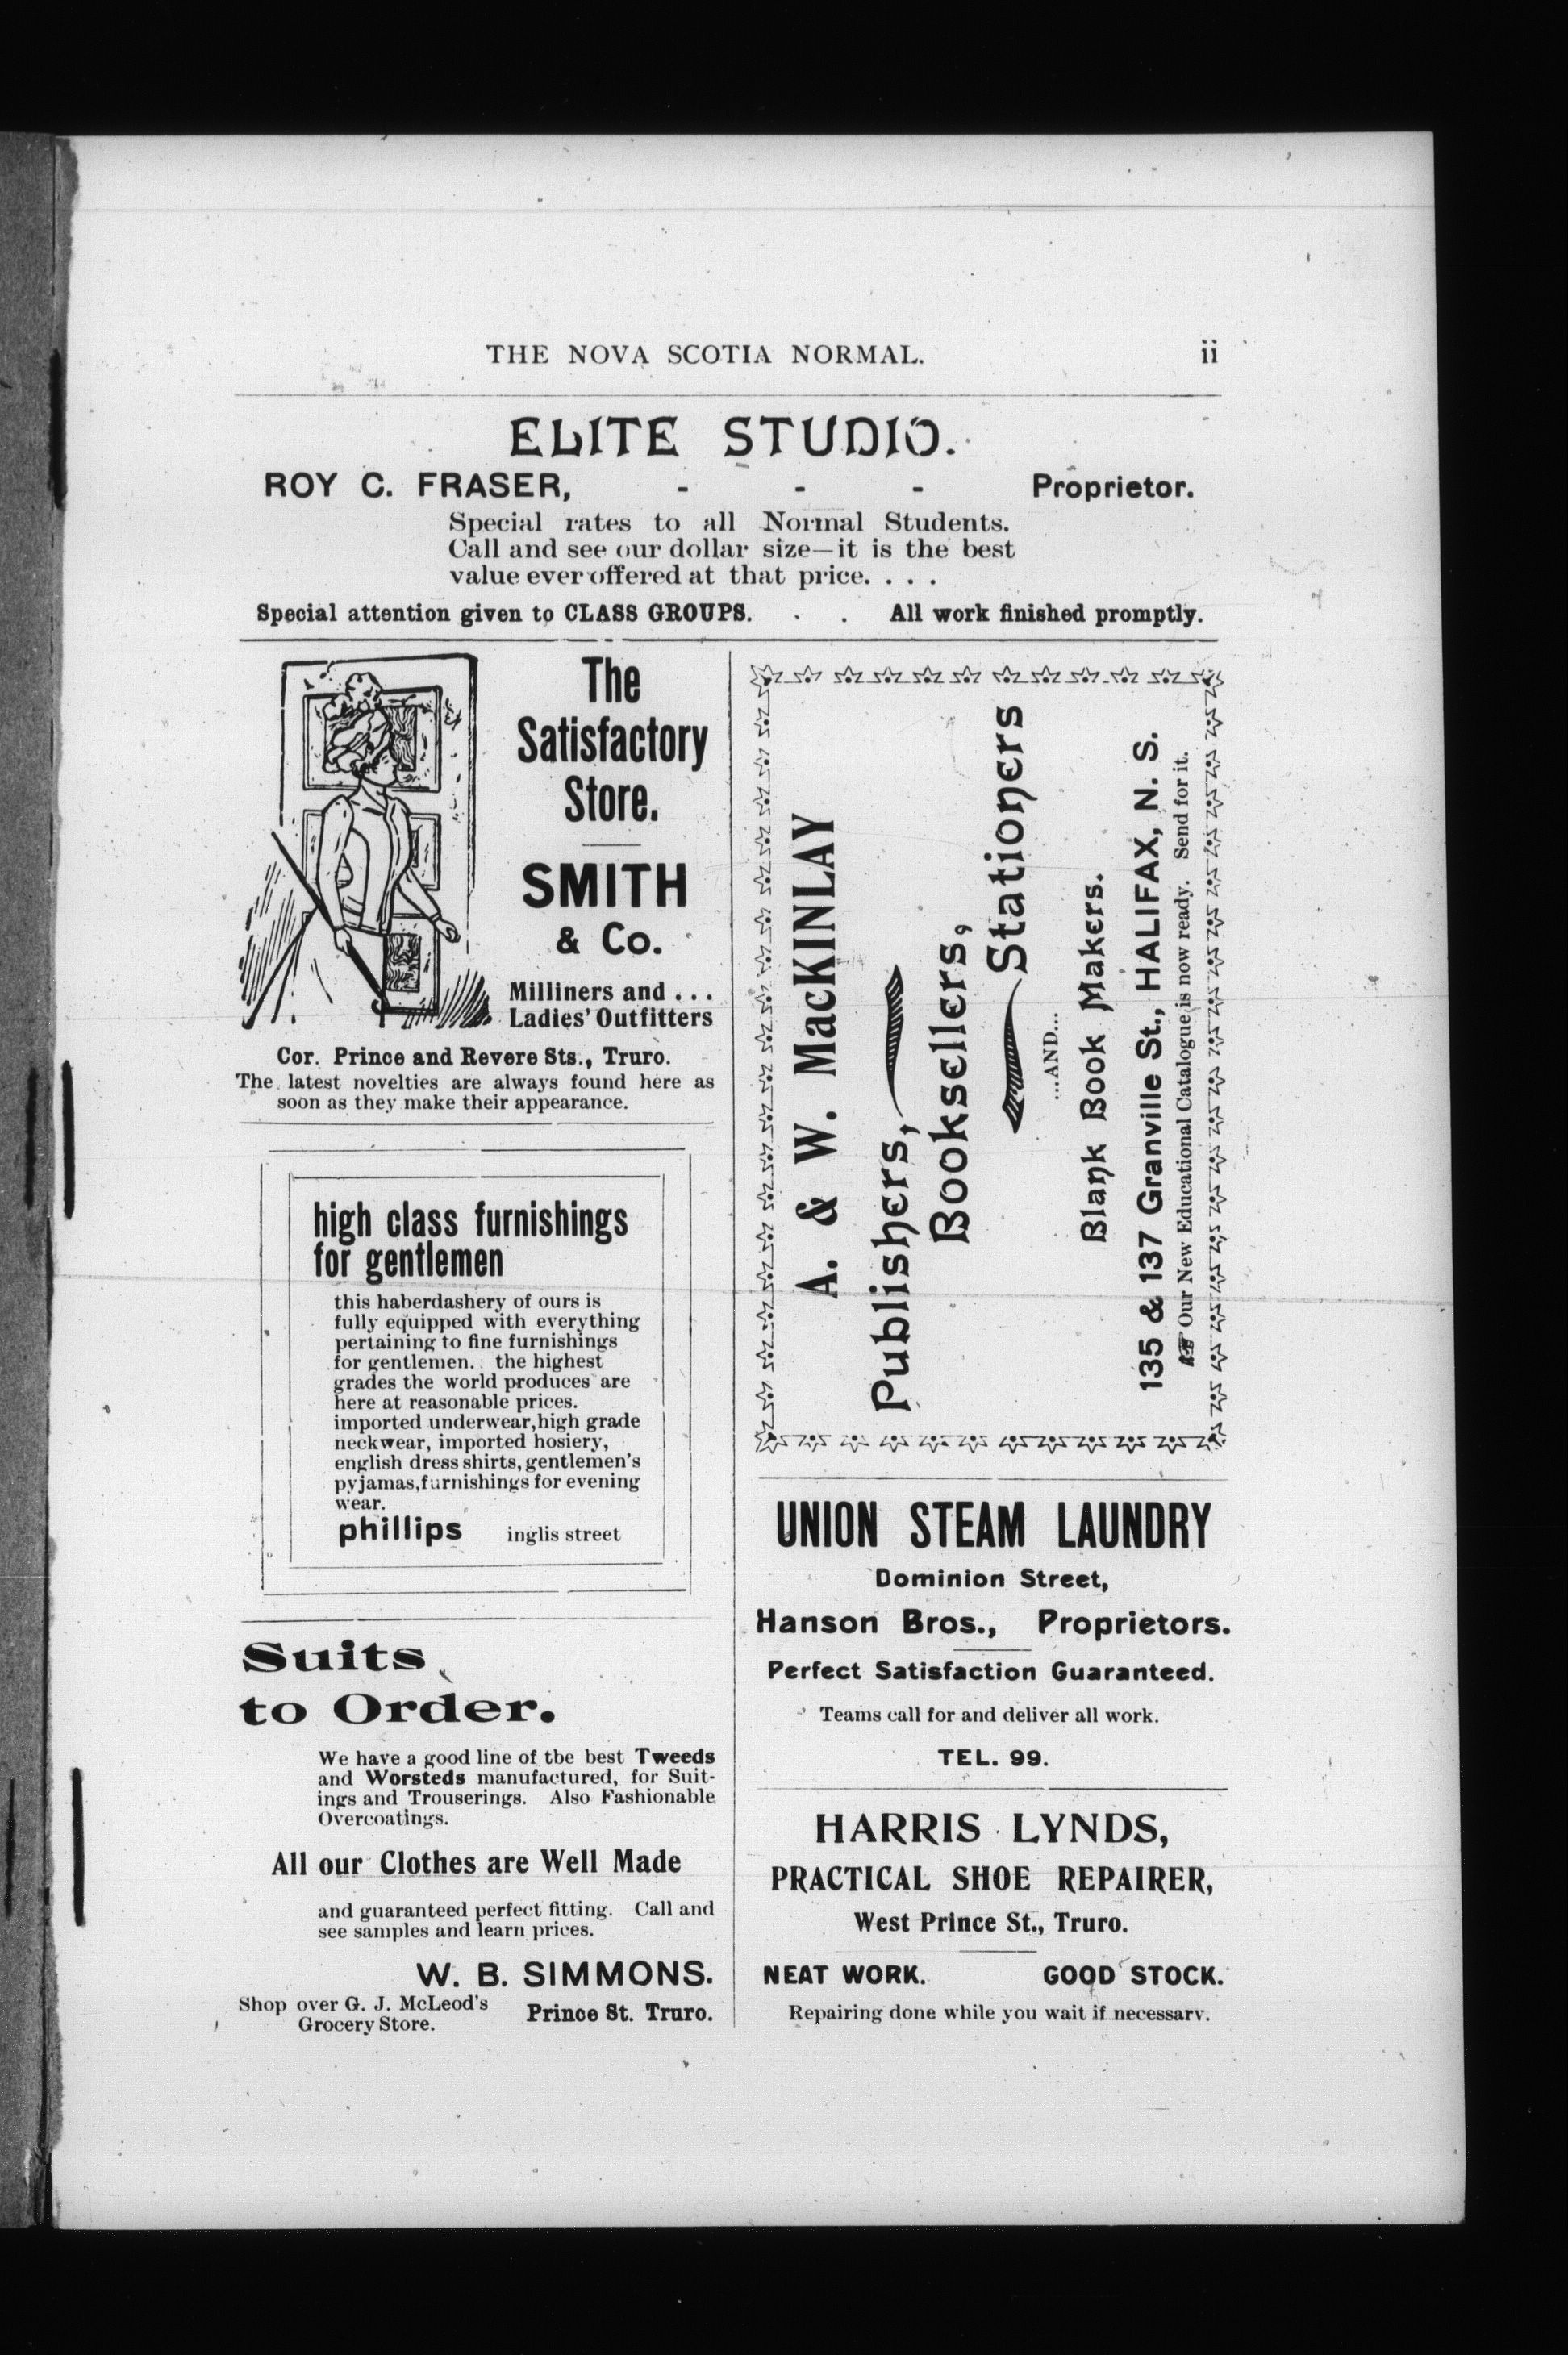 THE NOVA SCOTIA NORMAL. ii
ELITE STUDIO.
ROY C. FRASER, - - - Proprietor.
Special rates to all Normal Students.
Call and see our dollar size—it is the best
value ever offered at that price. . . .
Special attention given to CLASS GROUPS. . . All work finished promptly.
The
Satisfactory
Store.
SMITH
& Co.
Milliners and . . .
Ladies' Outfitters
Cor. Prince and Revere Sts., Truro.
The latest novelties are always found here as
soon as they make their appearance.
high class furnishings
for gentlemen
this haberdashery of ours is
fully equipped with everything
pertaining to fine furnishings
for gentlemen. the highest
grades the world produces are
here at reasonable prices.
imported underwear, high grade
neckwear, imported hosiery,
english dress shirts, gentlemen's
pyjamas, furnishings for evening
wear.
phillips inglis street
Suits
to Order.
We have a good line of tbe best Tweeds
and Worsteds manufactured, for Suit-
ings and Trouserings. Also Fashionable
Overcoatings.
All our Clothes are Well Made
and guaranteed perfect fitting. Call and
see samples and learn prices.
W. B. SIMMONS.
Shop over G. J. McLeod's
Grocery Store.
Prince St. Truro.
A. & W. MacKINLAY
Publishers,
Booksellers,
Stationers
...AND...
Blank Book Makers.
135 & 137 Granville St., HALIFAX, N. S.
☞ Our New Educational Catalogue is now ready. Send for it.
UNION STEAM LAUNDRY
Dominion Street,
Hanson Bros., Proprietors.
Perfect Satisfaction Guaranteed.
Teams call for and deliver all work.
TEL. 99.
HARRIS LYNDS,
PRACTICAL SHOE REPAIRER,
West Prince St., Truro.
NEAT WORK. GOOD STOCK.
Repairing done while you wait if necessary.